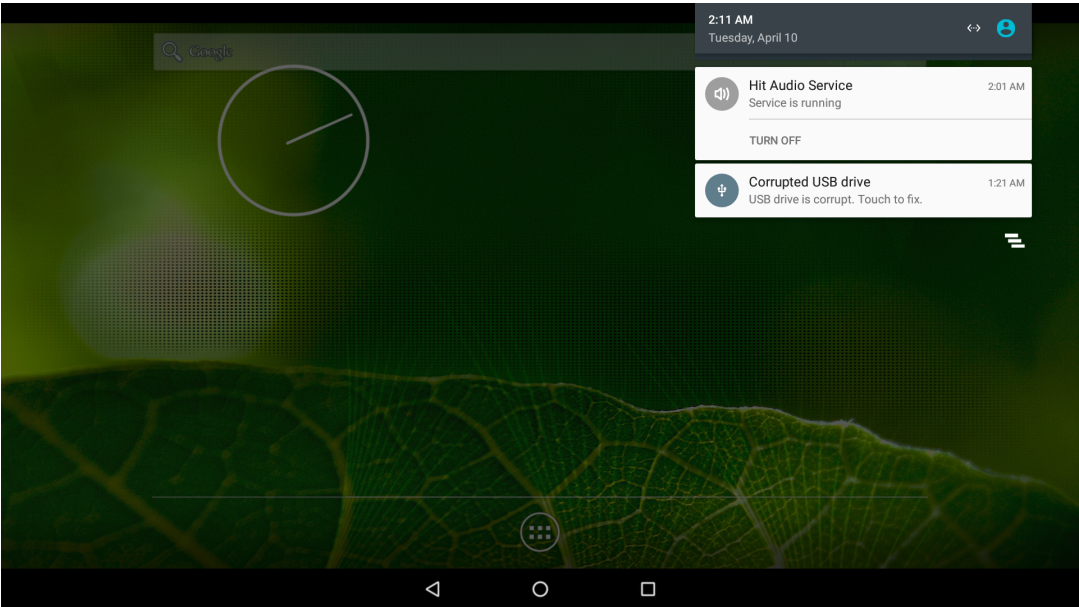 2:11 AM
Tuesday, April 10
Google
Hit Audio Service
2:01 AM
Service is running
TURN OFF
Corrupted USB drive
1:21 AM
USB drive is corrupt. Touch to fix.